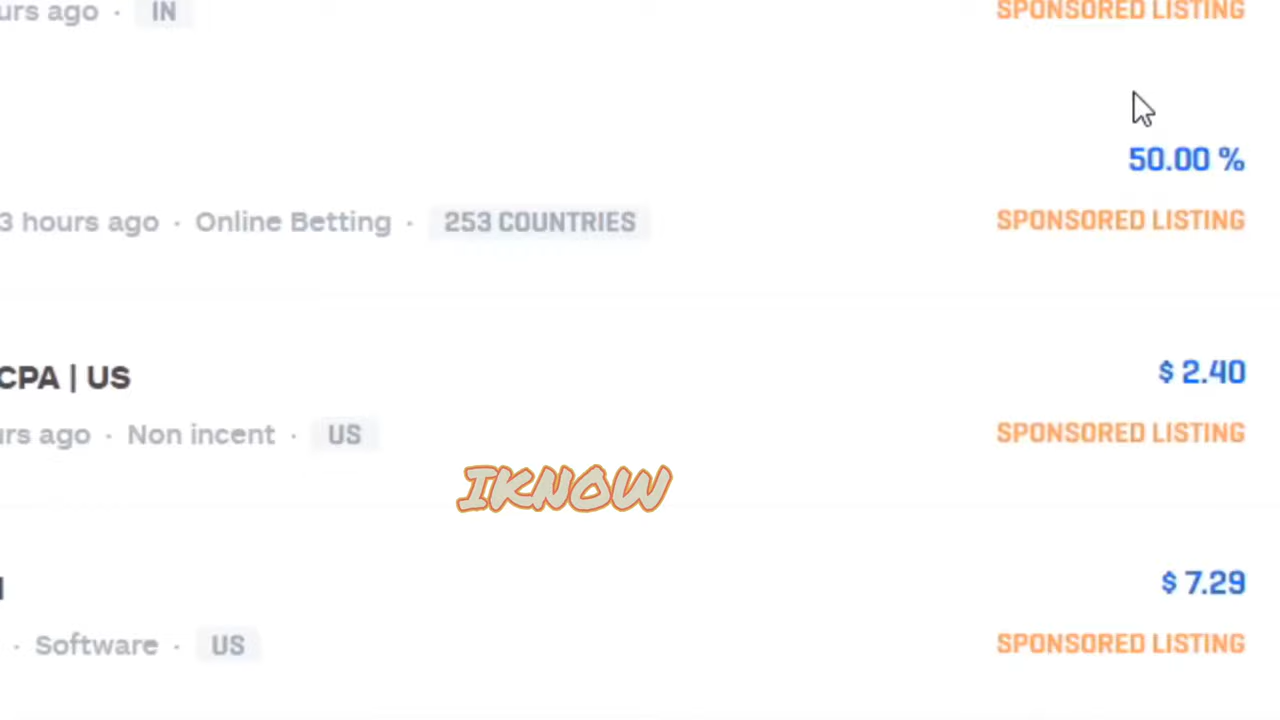 urs ago · IN
SPONSORED LISTING
50.00 %
3 hours ago · Online Betting · 253 COUNTRIES
SPONSORED LISTING
CPA | US
$ 2.40
urs ago · Non incent · US
SPONSORED LISTING
IKNOW
$ 7.29
· Software · US
SPONSORED LISTING